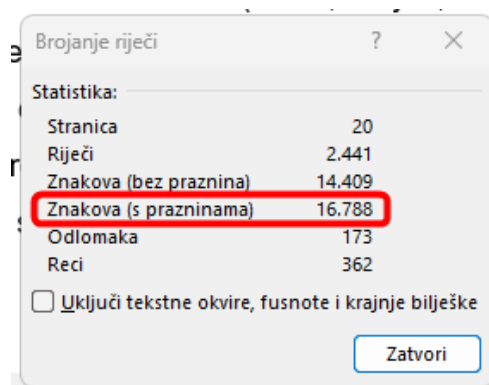 Brojanje riječi ? ×
Statistika:
Stranica 20
Riječi 2.441
Znakova (bez praznina) 14.409
Znakova (s prazninama) 16.788
Odlomaka 173
Reci 362
Uključi tekstne okvire, fusnote i krajnje bilješke
Zatvori